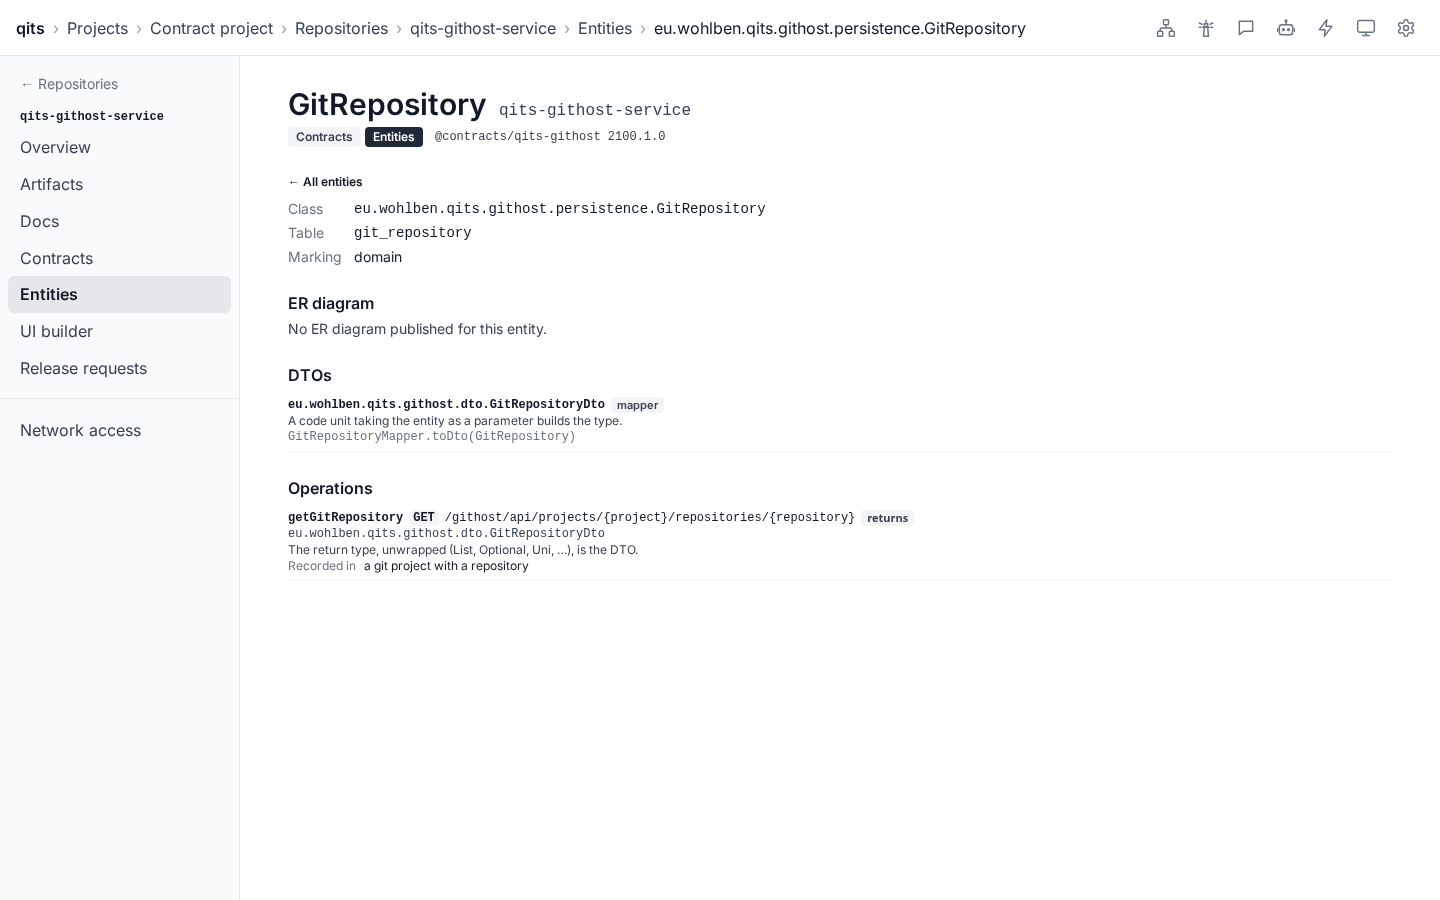 qits › Projects › Contract project › Repositories › qits-githost-service › Entities › eu.wohlben.qits.githost.persistence.GitRepository
← Repositories
qits-githost-service
Overview
Artifacts
Docs
Contracts
Entities
UI builder
Release requests
Network access
GitRepository qits-githost-service
Contracts Entities @contracts/qits-githost 2100.1.0
← All entities
Class eu.wohlben.qits.githost.persistence.GitRepository
Table git_repository
Marking domain
ER diagram
No ER diagram published for this entity.
DTOs
eu.wohlben.qits.githost.dto.GitRepositoryDto mapper
A code unit taking the entity as a parameter builds the type.
GitRepositoryMapper.toDto(GitRepository)
Operations
getGitRepository GET /githost/api/projects/{project}/repositories/{repository} returns
eu.wohlben.qits.githost.dto.GitRepositoryDto
The return type, unwrapped (List, Optional, Uni, …), is the DTO.
Recorded in a git project with a repository